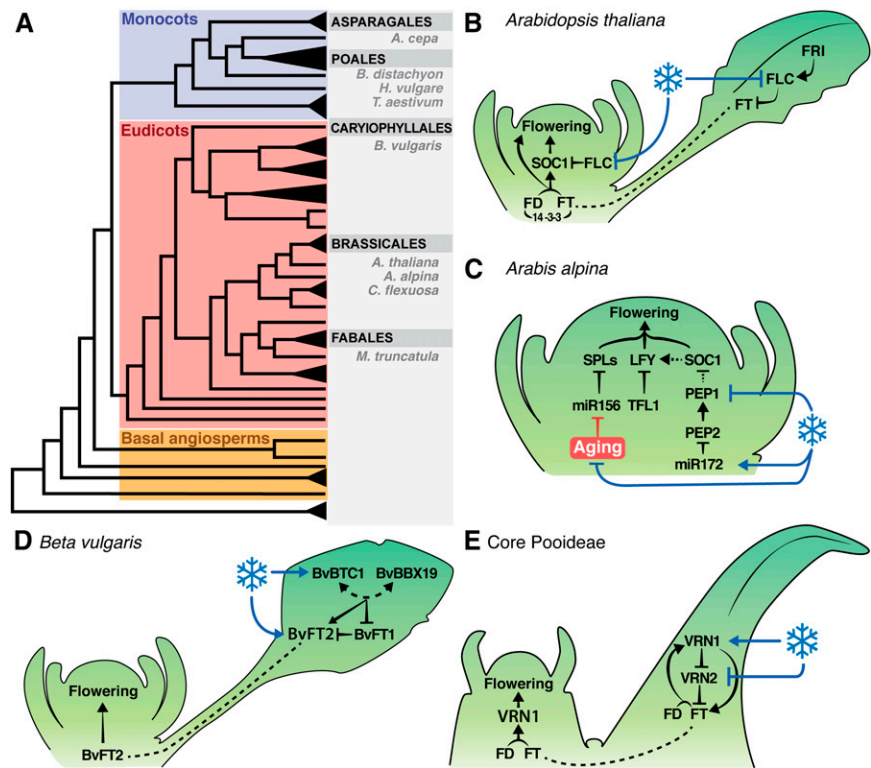 A
Monocots
ASPARAGALES
A. cepa
POALES
B. distachyon
H. vulgare
T. aestivum
Eudicots
CARYIOPHYLLALES
B. vulgaris
BRASSICALES
A. thaliana
A. alpina
C. flexuosa
FABALES
M. truncatula
Basal angiosperms
B Arabidopsis thaliana
FRI
FLC
FT
Flowering
SOC1 FLC
FD FT
14-3-3
C Arabis alpina
Flowering
SPLs LFY SOC1
PEP1
miR156 TFL1
PEP2
Aging
miR172
D Beta vulgaris
BvBTC1 BvBBX19
BvFT2 BvFT1
Flowering
BvFT2
E Core Pooideae
VRN1
VRN2
FD FT
Flowering
VRN1
FD FT